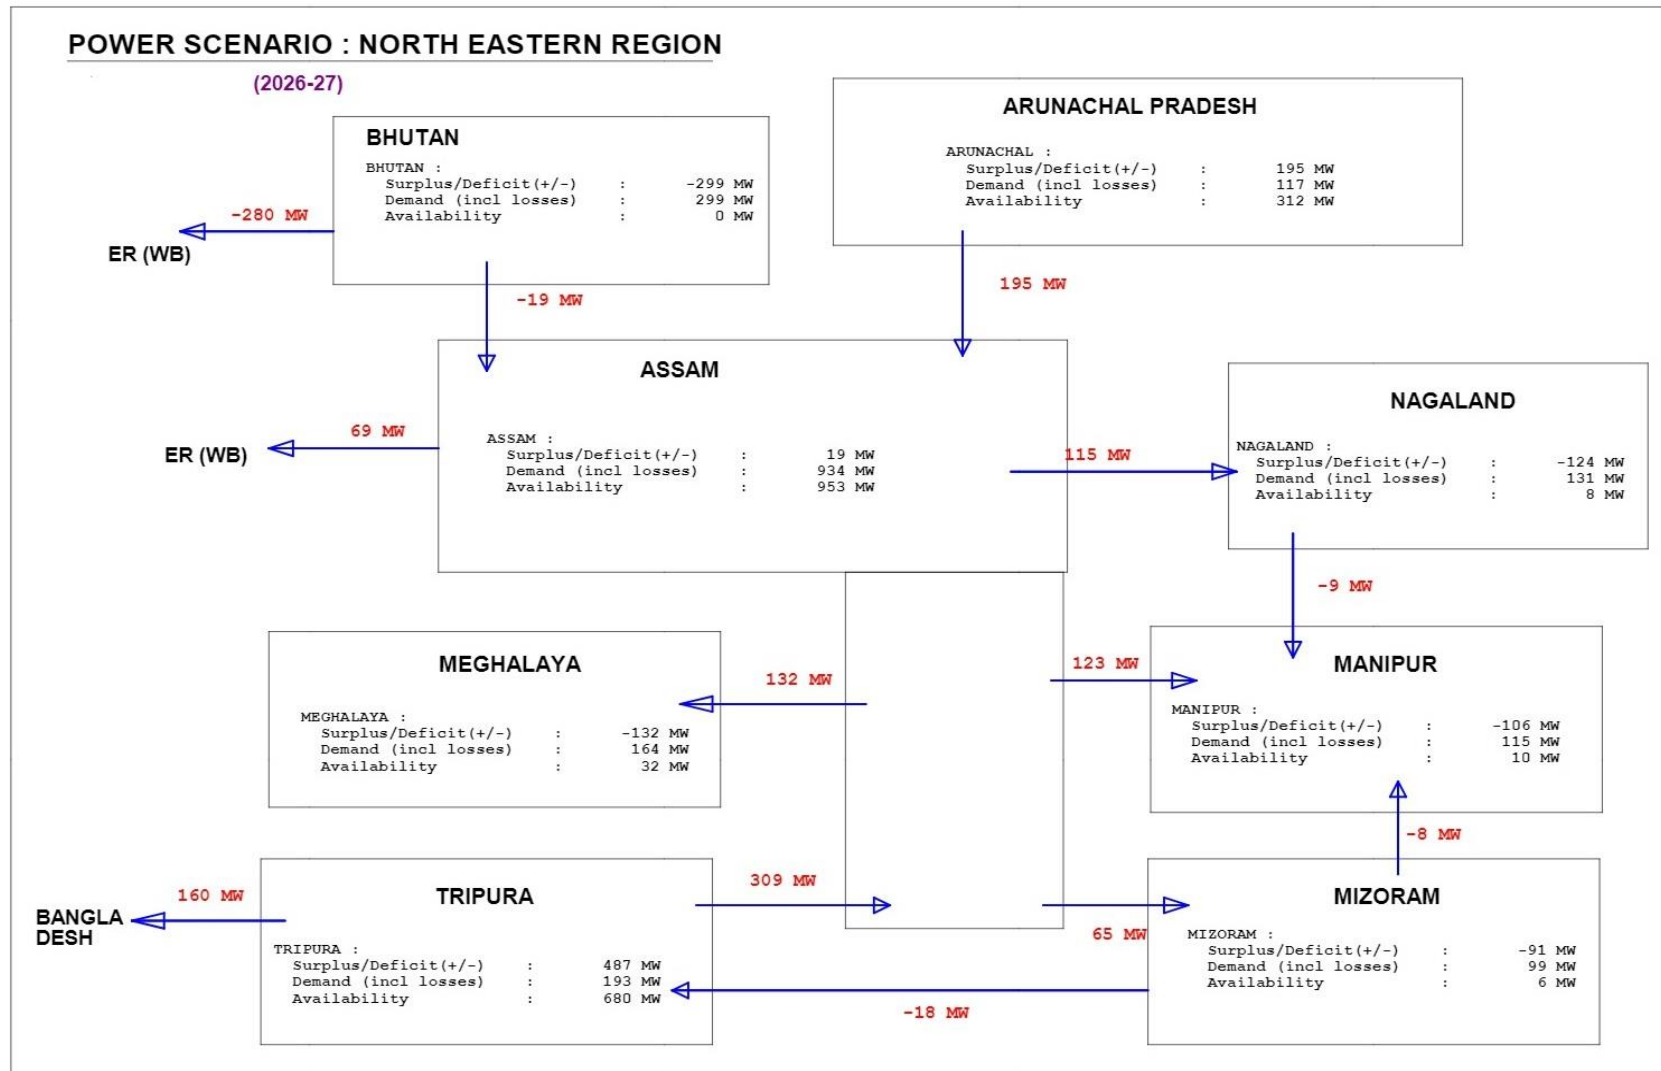 POWER SCENARIO : NORTH EASTERN REGION
(2026-27)
BHUTAN
BHUTAN :
Surplus/Deficit(+/-) : -299 MW
Demand (incl losses) : 299 MW
Availability : 0 MW
-280 MW
ER (WB)
-19 MW
ARUNACHAL PRADESH
ARUNACHAL :
Surplus/Deficit(+/-) : 195 MW
Demand (incl losses) : 117 MW
Availability : 312 MW
195 MW
ASSAM
ASSAM :
Surplus/Deficit(+/-) : 19 MW
Demand (incl losses) : 934 MW
Availability : 953 MW
69 MW
ER (WB)
115 MW
NAGALAND
NAGALAND :
Surplus/Deficit(+/-) : -124 MW
Demand (incl losses) : 131 MW
Availability : 8 MW
-9 MW
MEGHALAYA
MEGHALAYA :
Surplus/Deficit(+/-) : -132 MW
Demand (incl losses) : 164 MW
Availability : 32 MW
132 MW
123 MW
MANIPUR
MANIPUR :
Surplus/Deficit(+/-) : -106 MW
Demand (incl losses) : 115 MW
Availability : 10 MW
-8 MW
160 MW
BANGLA
DESH
TRIPURA
TRIPURA :
Surplus/Deficit(+/-) : 487 MW
Demand (incl losses) : 193 MW
Availability : 680 MW
309 MW
65 MW
-18 MW
MIZORAM
MIZORAM :
Surplus/Deficit(+/-) : -91 MW
Demand (incl losses) : 99 MW
Availability : 6 MW